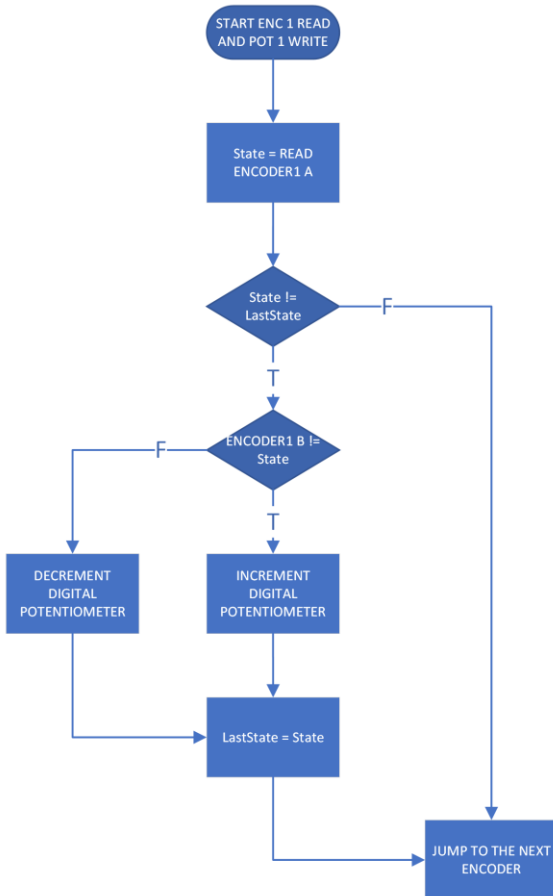 START ENC 1 READ
AND POT 1 WRITE
State = READ
ENCODER1 A
State !=
LastState
F
T
ENCODER1 B !=
State
F
T
DECREMENT
DIGITAL
POTENTIOMETER
INCREMENT
DIGITAL
POTENTIOMETER
LastState = State
JUMP TO THE NEXT
ENCODER